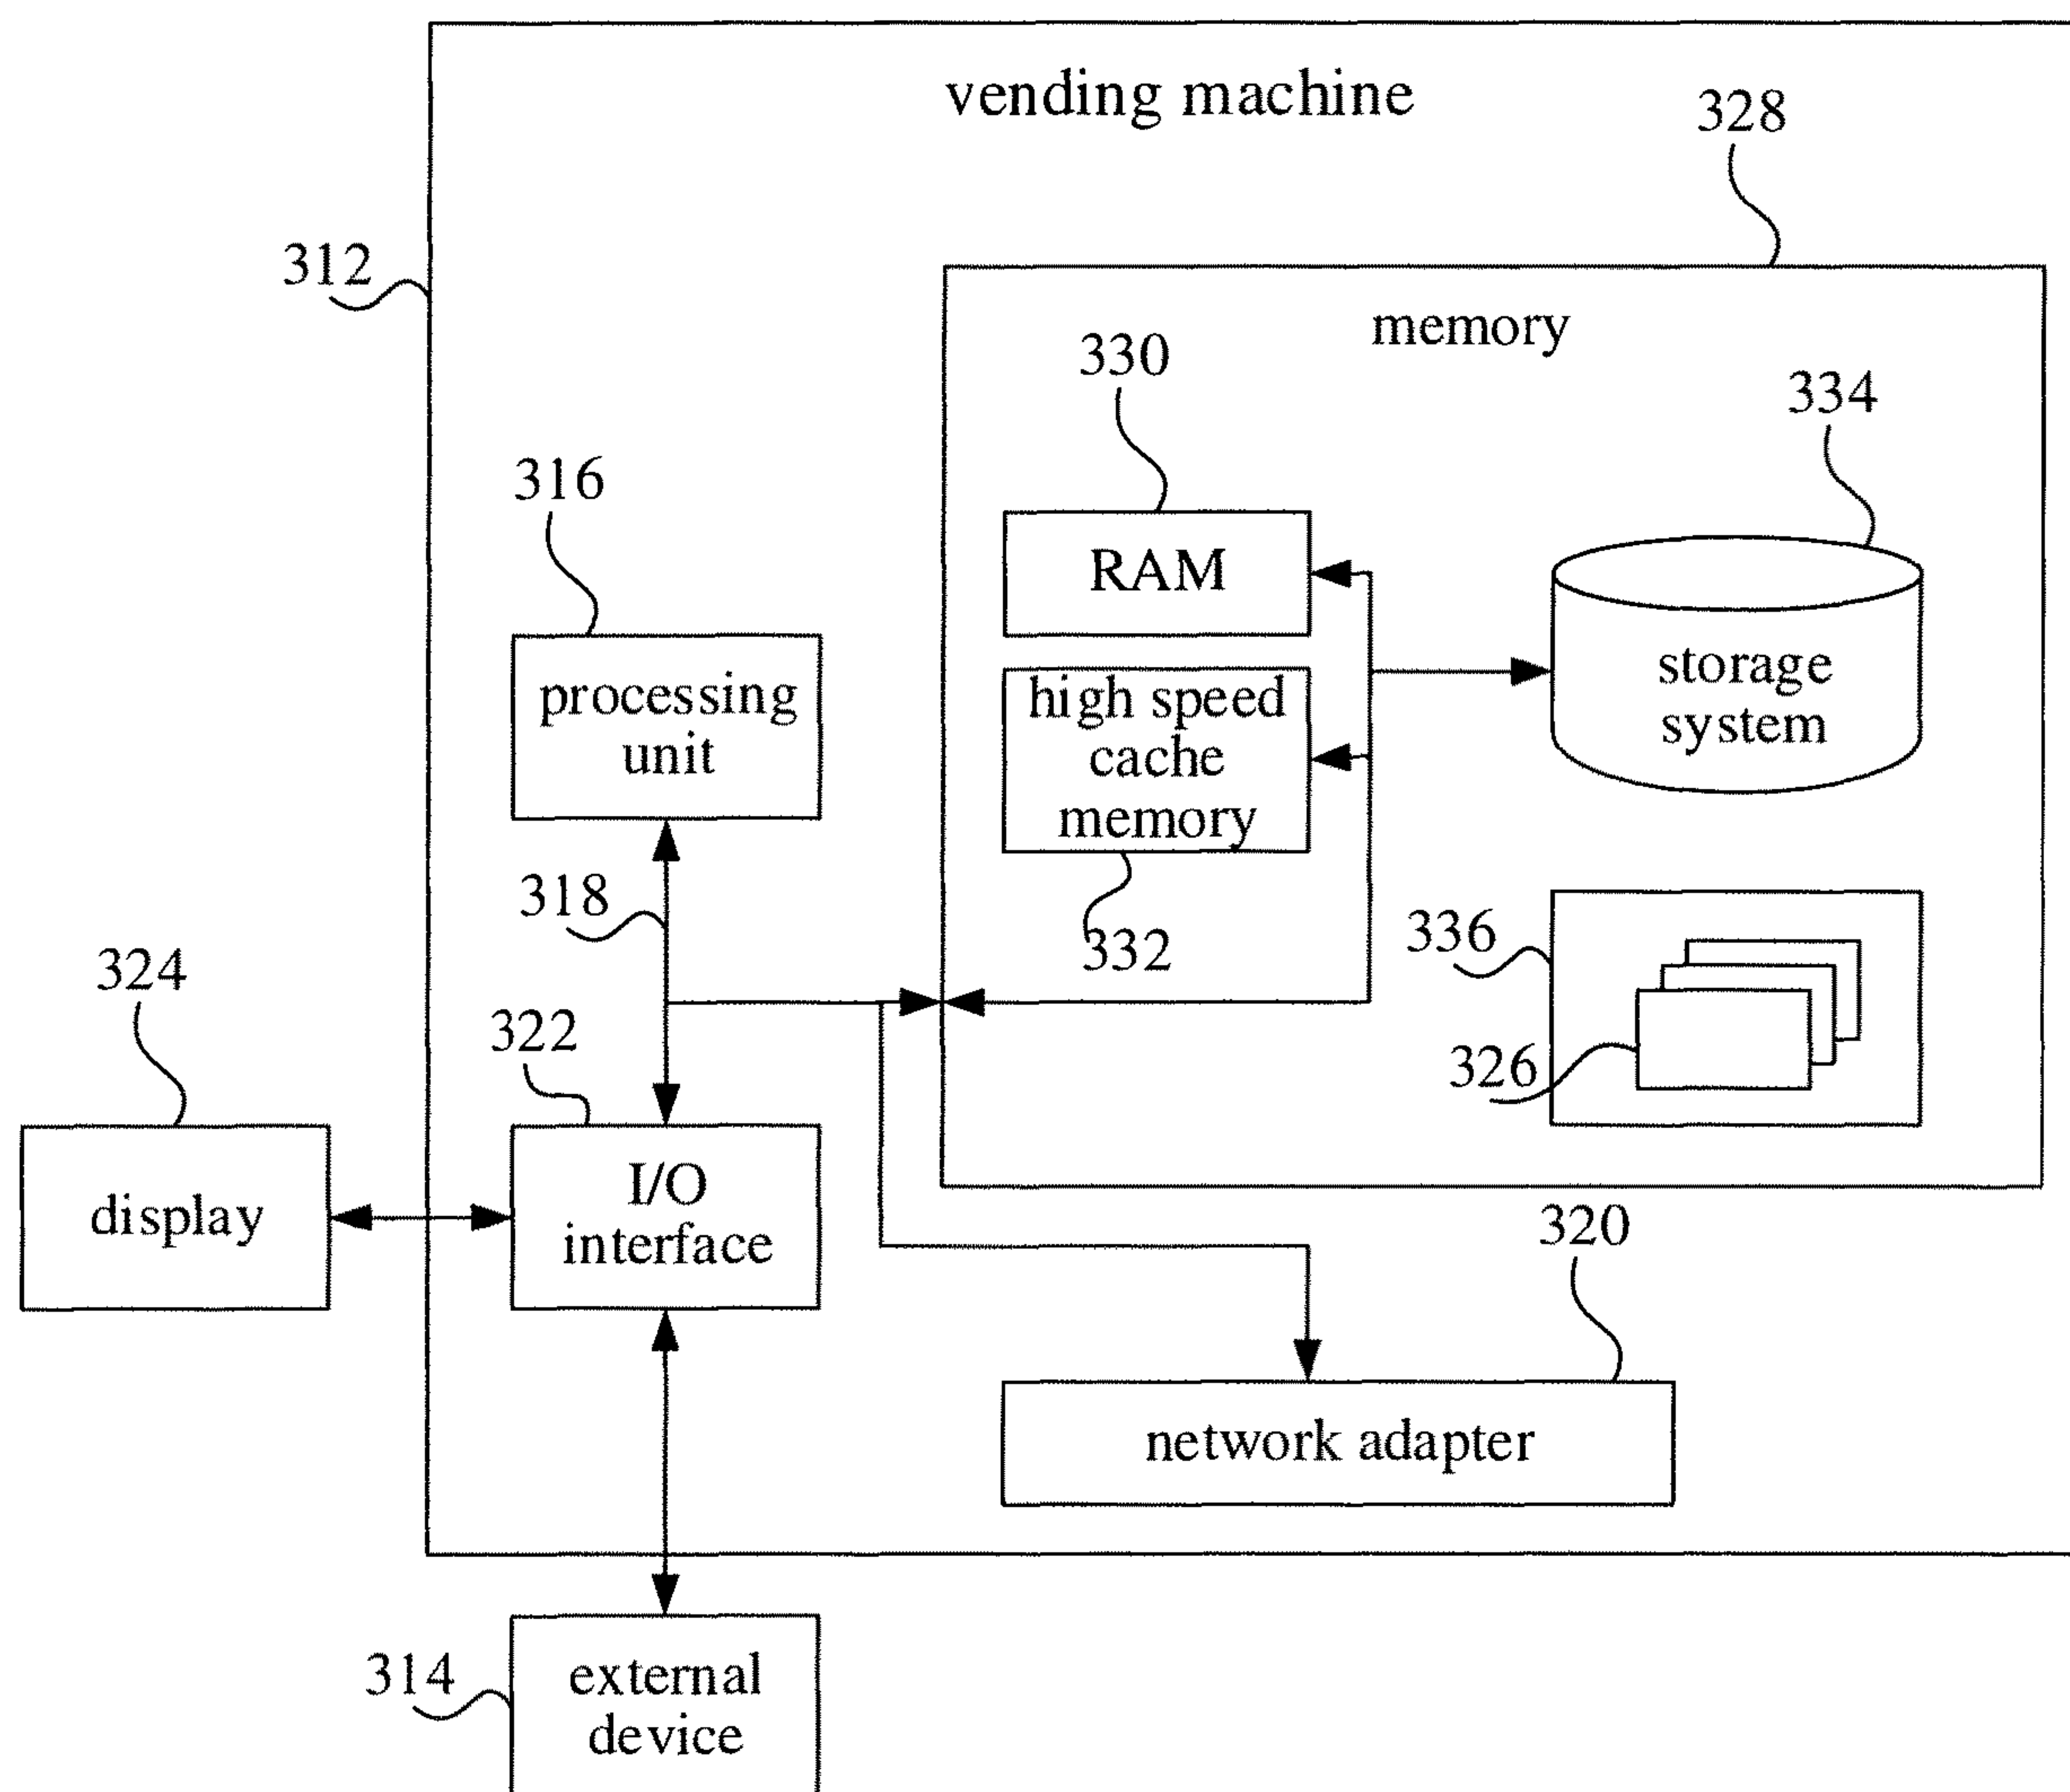 vending machine
328
312
memory
330
334
316
RAM
processing
unit
high speed
cache
memory
storage
system
318
332
336
324
322
326
display
I/O
interface
320
network adapter
314
external
device